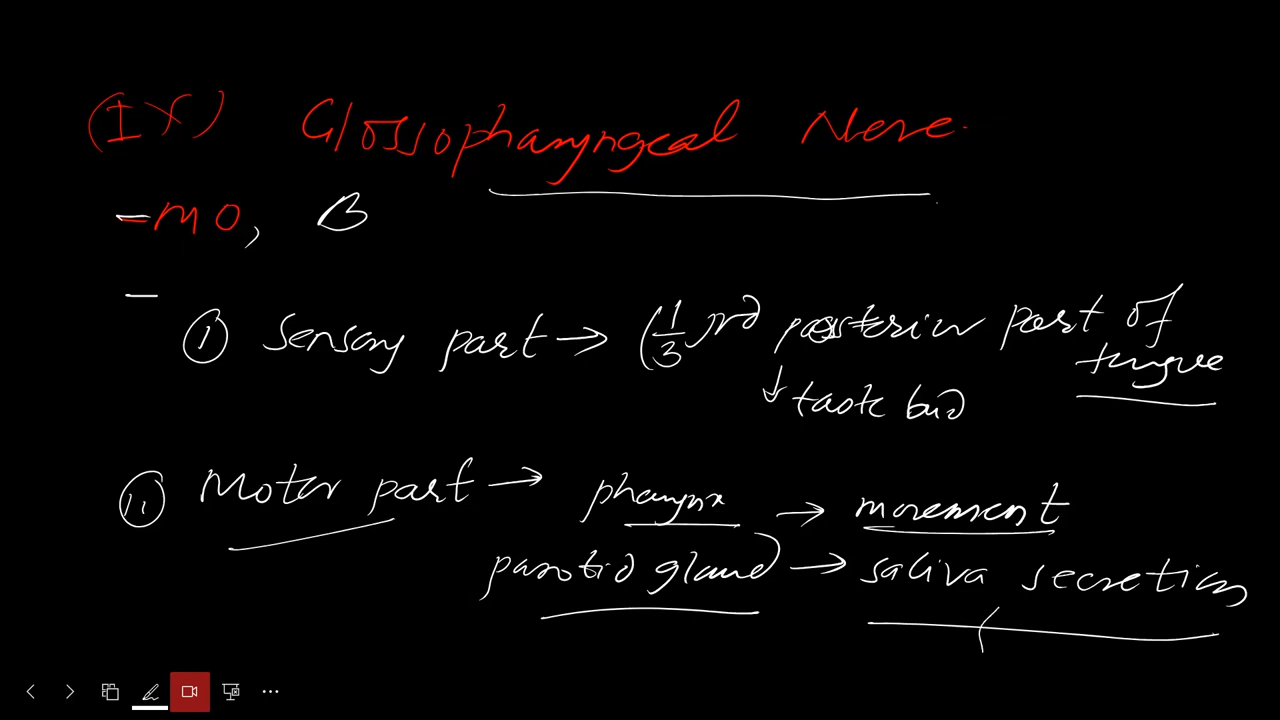 (IX) Glossopharyngeal Nerve.
- MO, B
-
① Sensory part → (1/3)rd posterior part of tongue
↓ taste bud
ii Motor part → pharynx → movement
parotid gland → saliva secretion